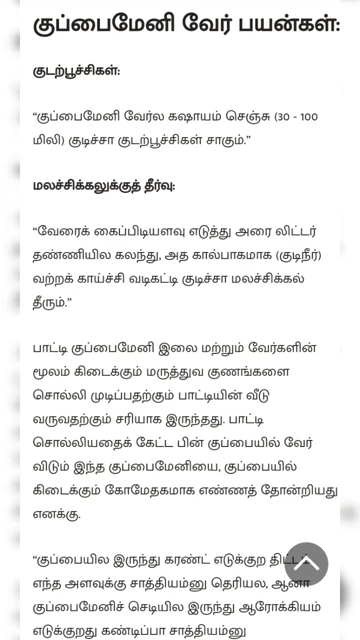 குப்பைமேனி வேர் பயன்கள்:
குடற்பூச்சிகள்:
“குப்பைமேனி வேர்ல கஷாயம் செஞ்சு (30 - 100
மிலி) குடிச்சா குடற்பூச்சிகள் சாகும்.”
மலச்சிக்கலுக்குத் தீர்வு:
“வேரைக் கைப்பிடியளவு எடுத்து அரை லிட்டர்
தண்ணியில கலந்து, அத கால்பாகமாக (குடிநீர்)
வற்றக் காய்ச்சி வடிகட்டி குடிச்சா மலச்சிக்கல்
தீரும்.”
பாட்டி குப்பைமேனி இலை மற்றும் வேர்களின்
மூலம் கிடைக்கும் மருத்துவ குணங்களை
சொல்லி முடிப்பதற்கும் பாட்டியின் வீடு
வருவதற்கும் சரியாக இருந்தது. பாட்டி
சொல்லியதைக் கேட்ட பின் குப்பையில் வேர்
விடும் இந்த குப்பைமேனியை, குப்பையில்
கிடைக்கும் கோமேதகமாக எண்ணத் தோன்றியது
எனக்கு.
“குப்பையில இருந்து கரண்ட் எடுக்குற திட்டம்
எந்த அளவுக்கு சாத்தியம்னு தெரியல, ஆனா
குப்பைமேனிச் செடியில இருந்து ஆரோக்கியம்
எடுக்குறது கண்டிப்பா சாத்தியம்னு